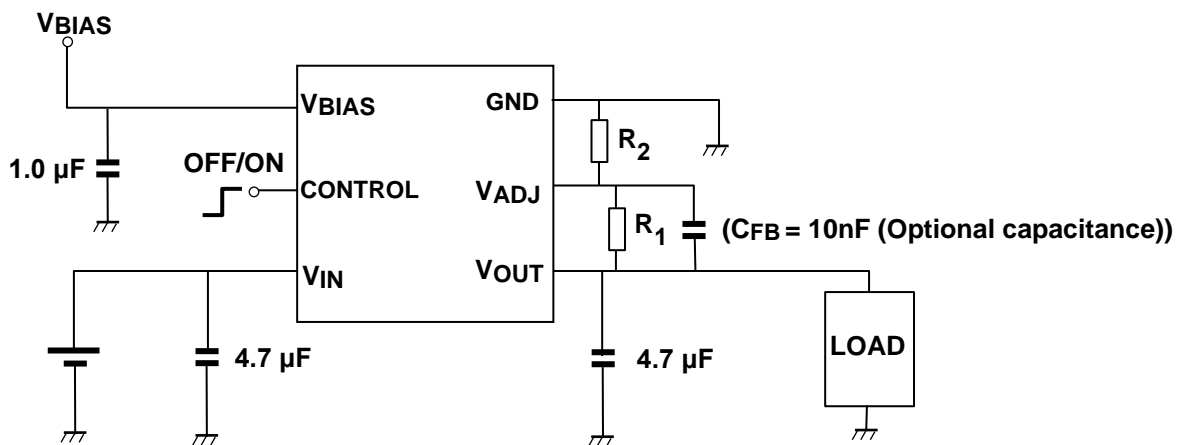 VBIAS
VBIAS
GND
R2
1.0 µF
OFF/ON
CONTROL
VADJ
R1
(CFB = 10nF (Optional capacitance))
VIN
VOUT
4.7 µF
4.7 µF
LOAD